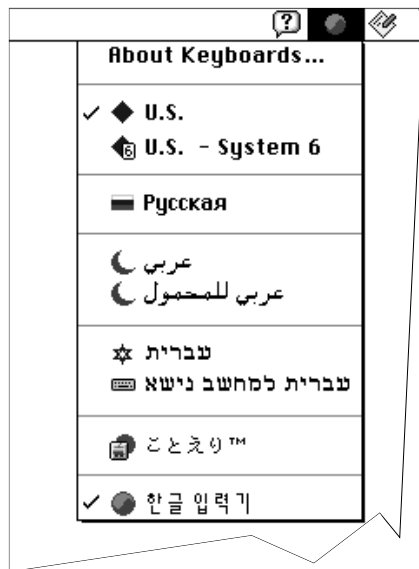 About Keyboards...
U.S.
U.S. - System 6
Русская
عربي
عربي للمحمول
עברית
עברית למחשב נישא
ことえり™
한글 입력기